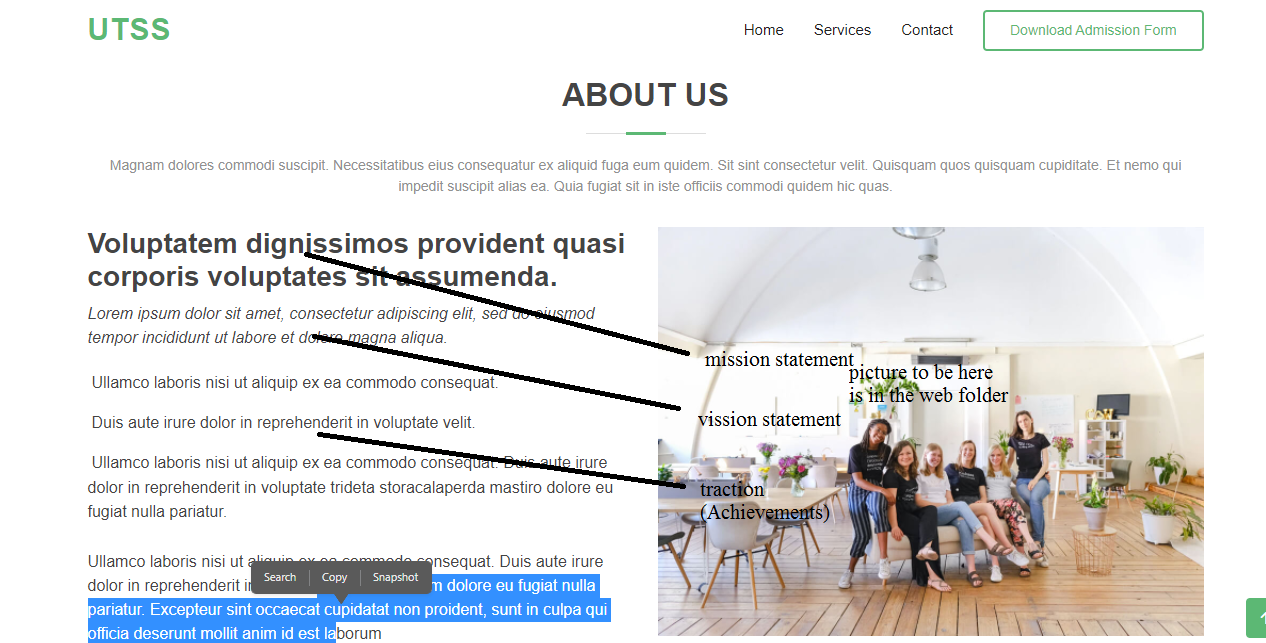 UTSS
Home Services Contact Download Admission Form
ABOUT US
Magnam dolores commodi suscipit. Necessitatibus eius consequatur ex aliquid fuga eum quidem. Sit sint consectetur velit. Quisquam quos quisquam cupiditate. Et nemo qui
impedit suscipit alias ea. Quia fugiat sit in iste officiis commodi quidem hic quas.
Voluptatem dignissimos provident quasi
corporis voluptates sit assumenda.
Lorem ipsum dolor sit amet, consectetur adipiscing elit, sed do eiusmod
tempor incididunt ut labore et dolore magna aliqua.
Ullamco laboris nisi ut aliquip ex ea commodo consequat.
Duis aute irure dolor in reprehenderit in voluptate velit.
Ullamco laboris nisi ut aliquip ex ea commodo consequat. Duis aute irure
dolor in reprehenderit in voluptate trideta storacalaperda mastiro dolore eu
fugiat nulla pariatur.
Ullamco laboris nisi ut aliquip ex ea commodo consequat. Duis aute irure
dolor in reprehenderit in dolore eu fugiat nulla
pariatur. Excepteur sint occaecat cupidatat non proident, sunt in culpa qui
officia deserunt mollit anim id est laborum
Search Copy Snapshot
mission statement
picture to be here
is in the web folder
vission statement
traction
(Achievements)